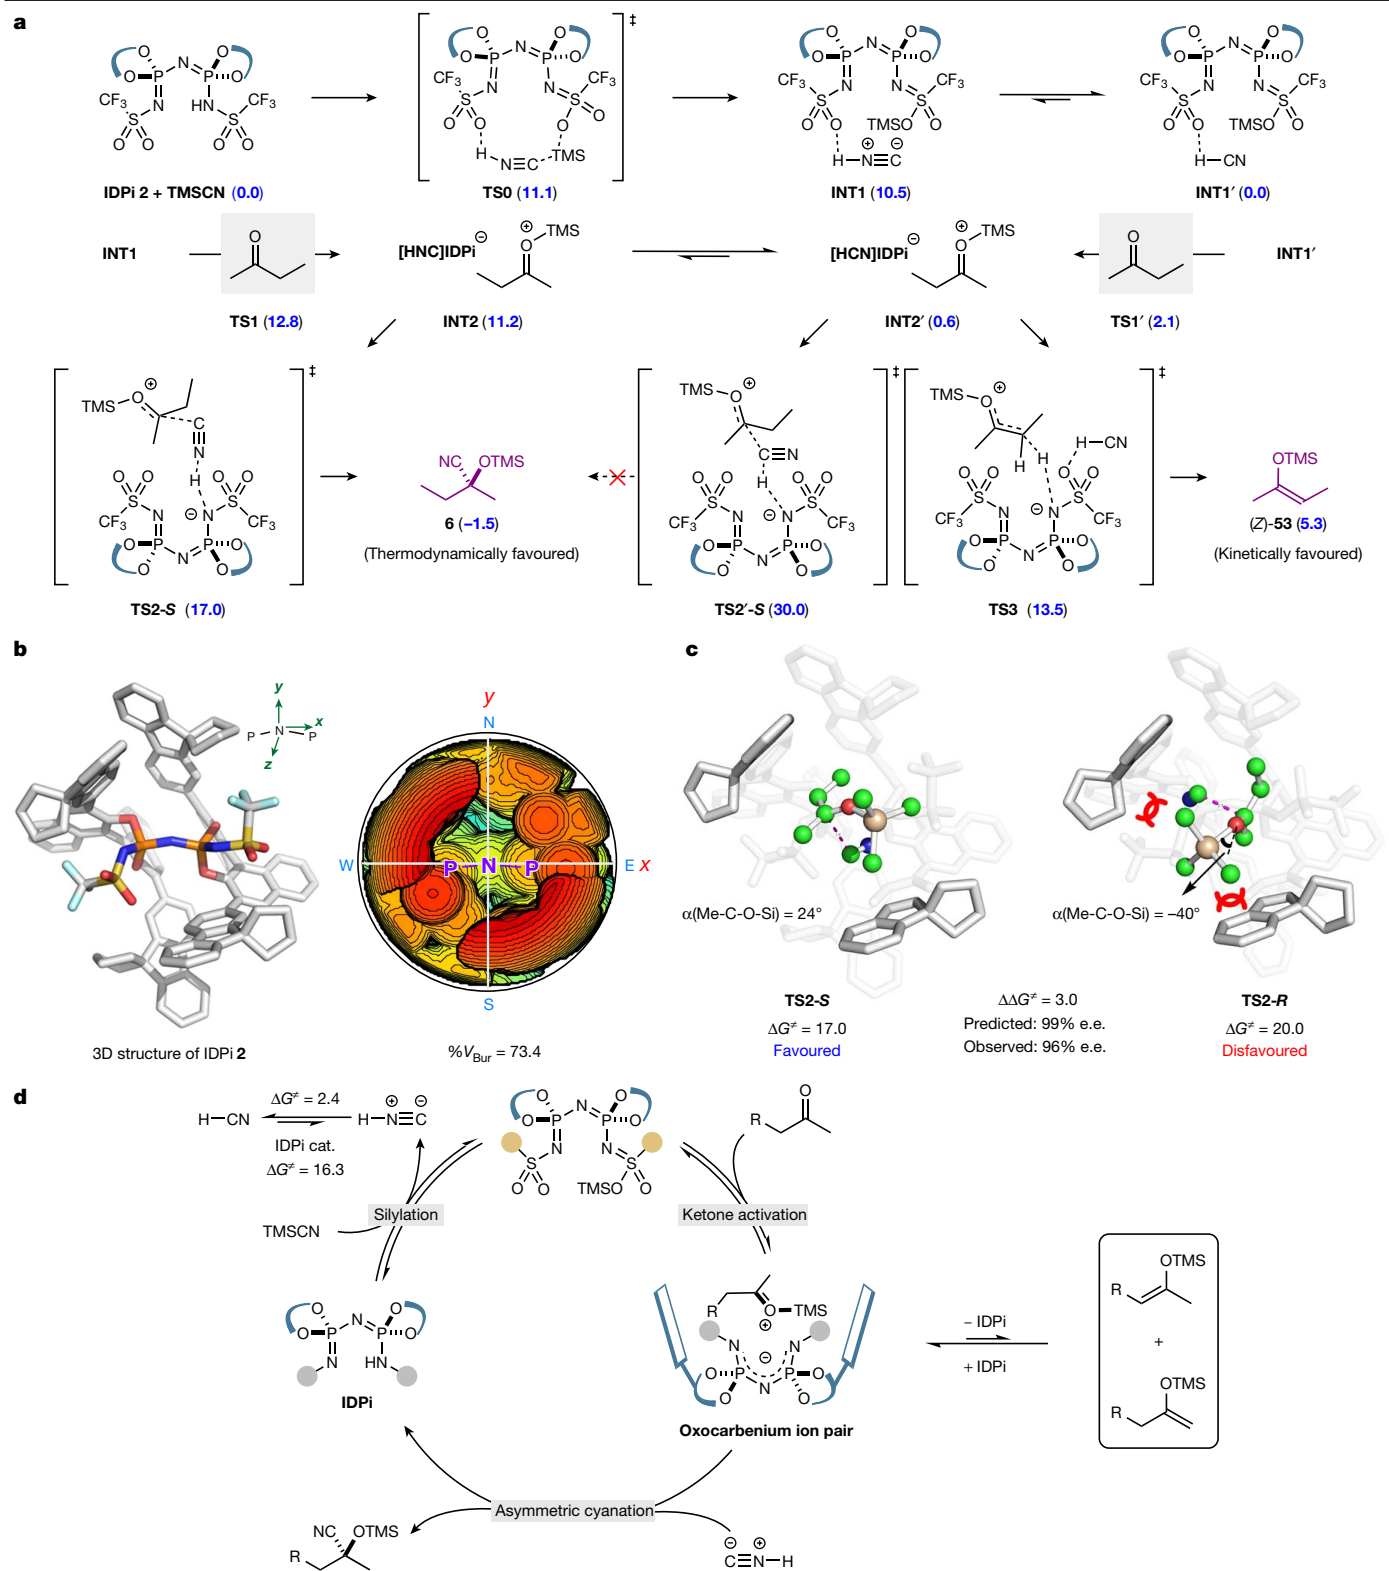 a
IDPi 2 + TMSCN (0.0)
TS0 (11.1)
INT1 (10.5)
INT1′ (0.0)
INT1
TS1 (12.8)
[HNC]IDPi⊖
INT2 (11.2)
[HCN]IDPi⊖
INT2′ (0.6)
TS1′ (2.1)
INT1′
TS2-S (17.0)
6 (−1.5)
(Thermodynamically favoured)
TS2′-S (30.0)
TS3 (13.5)
(Z)-53 (5.3)
(Kinetically favoured)
b
y
x
z
P N P
3D structure of IDPi 2
y
N
W
P N P
E x
S
%VBur = 73.4
c
α(Me-C-O-Si) = 24°
α(Me-C-O-Si) = −40°
TS2-S
ΔG≠ = 17.0
Favoured
ΔΔG≠ = 3.0
Predicted: 99% e.e.
Observed: 96% e.e.
TS2-R
ΔG≠ = 20.0
Disfavoured
d
H−CN
ΔG≠ = 2.4
IDPi cat.
ΔG≠ = 16.3
H−N≡C
TMSCN
Silylation
Ketone activation
IDPi
Oxocarbenium ion pair
− IDPi
+ IDPi
OTMS
R
+
OTMS
R
Asymmetric cyanation
NC OTMS
R
C≡N−H